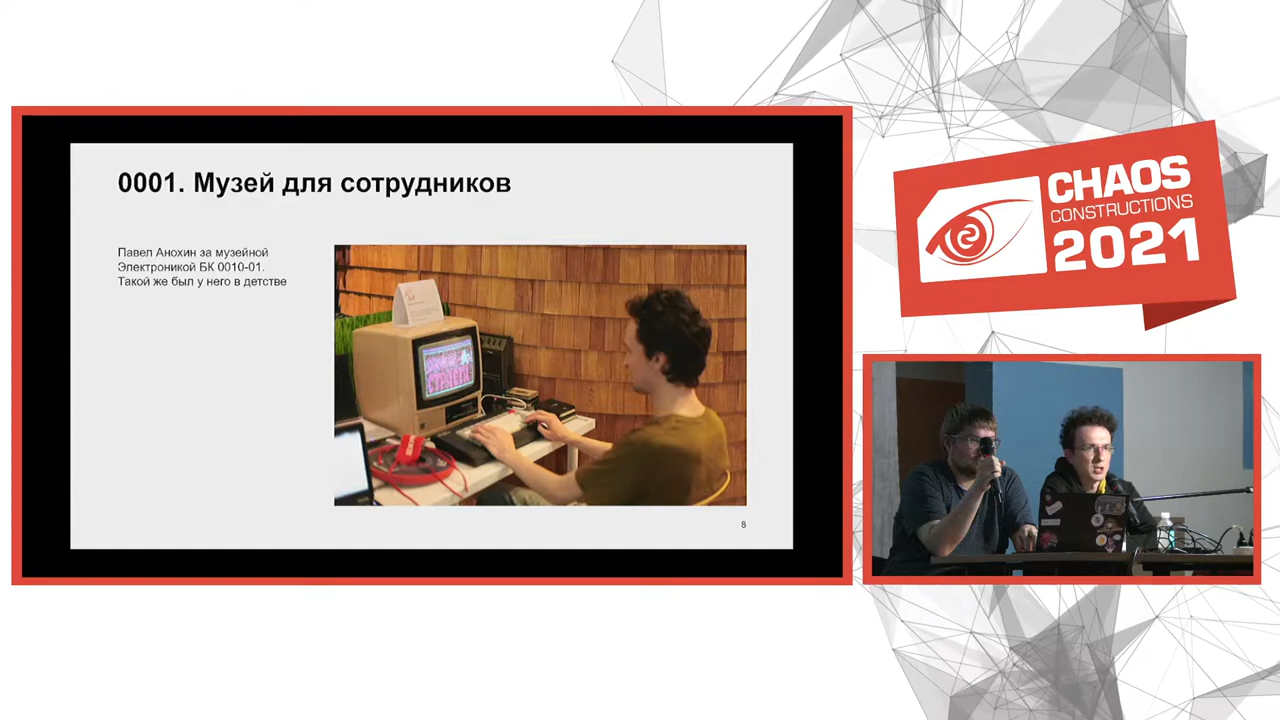 0001. Музей для сотрудников
Павел Анохин за музейной
Электроникой БК 0010-01.
Такой же был у него в детстве
8
CHAOS
CONSTRUCTIONS
2021